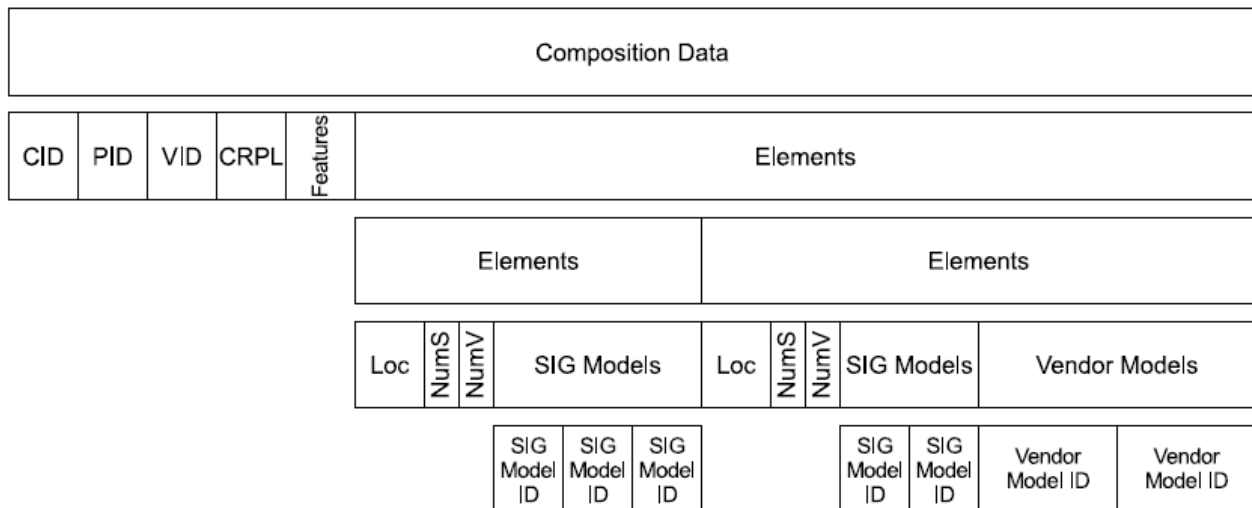 Composition Data
CID PID VID CRPL Features Elements
Elements Elements
Loc NumS NumV SIG Models Loc NumS NumV SIG Models Vendor Models
SIG Model ID SIG Model ID SIG Model ID SIG Model ID SIG Model ID Vendor Model ID Vendor Model ID